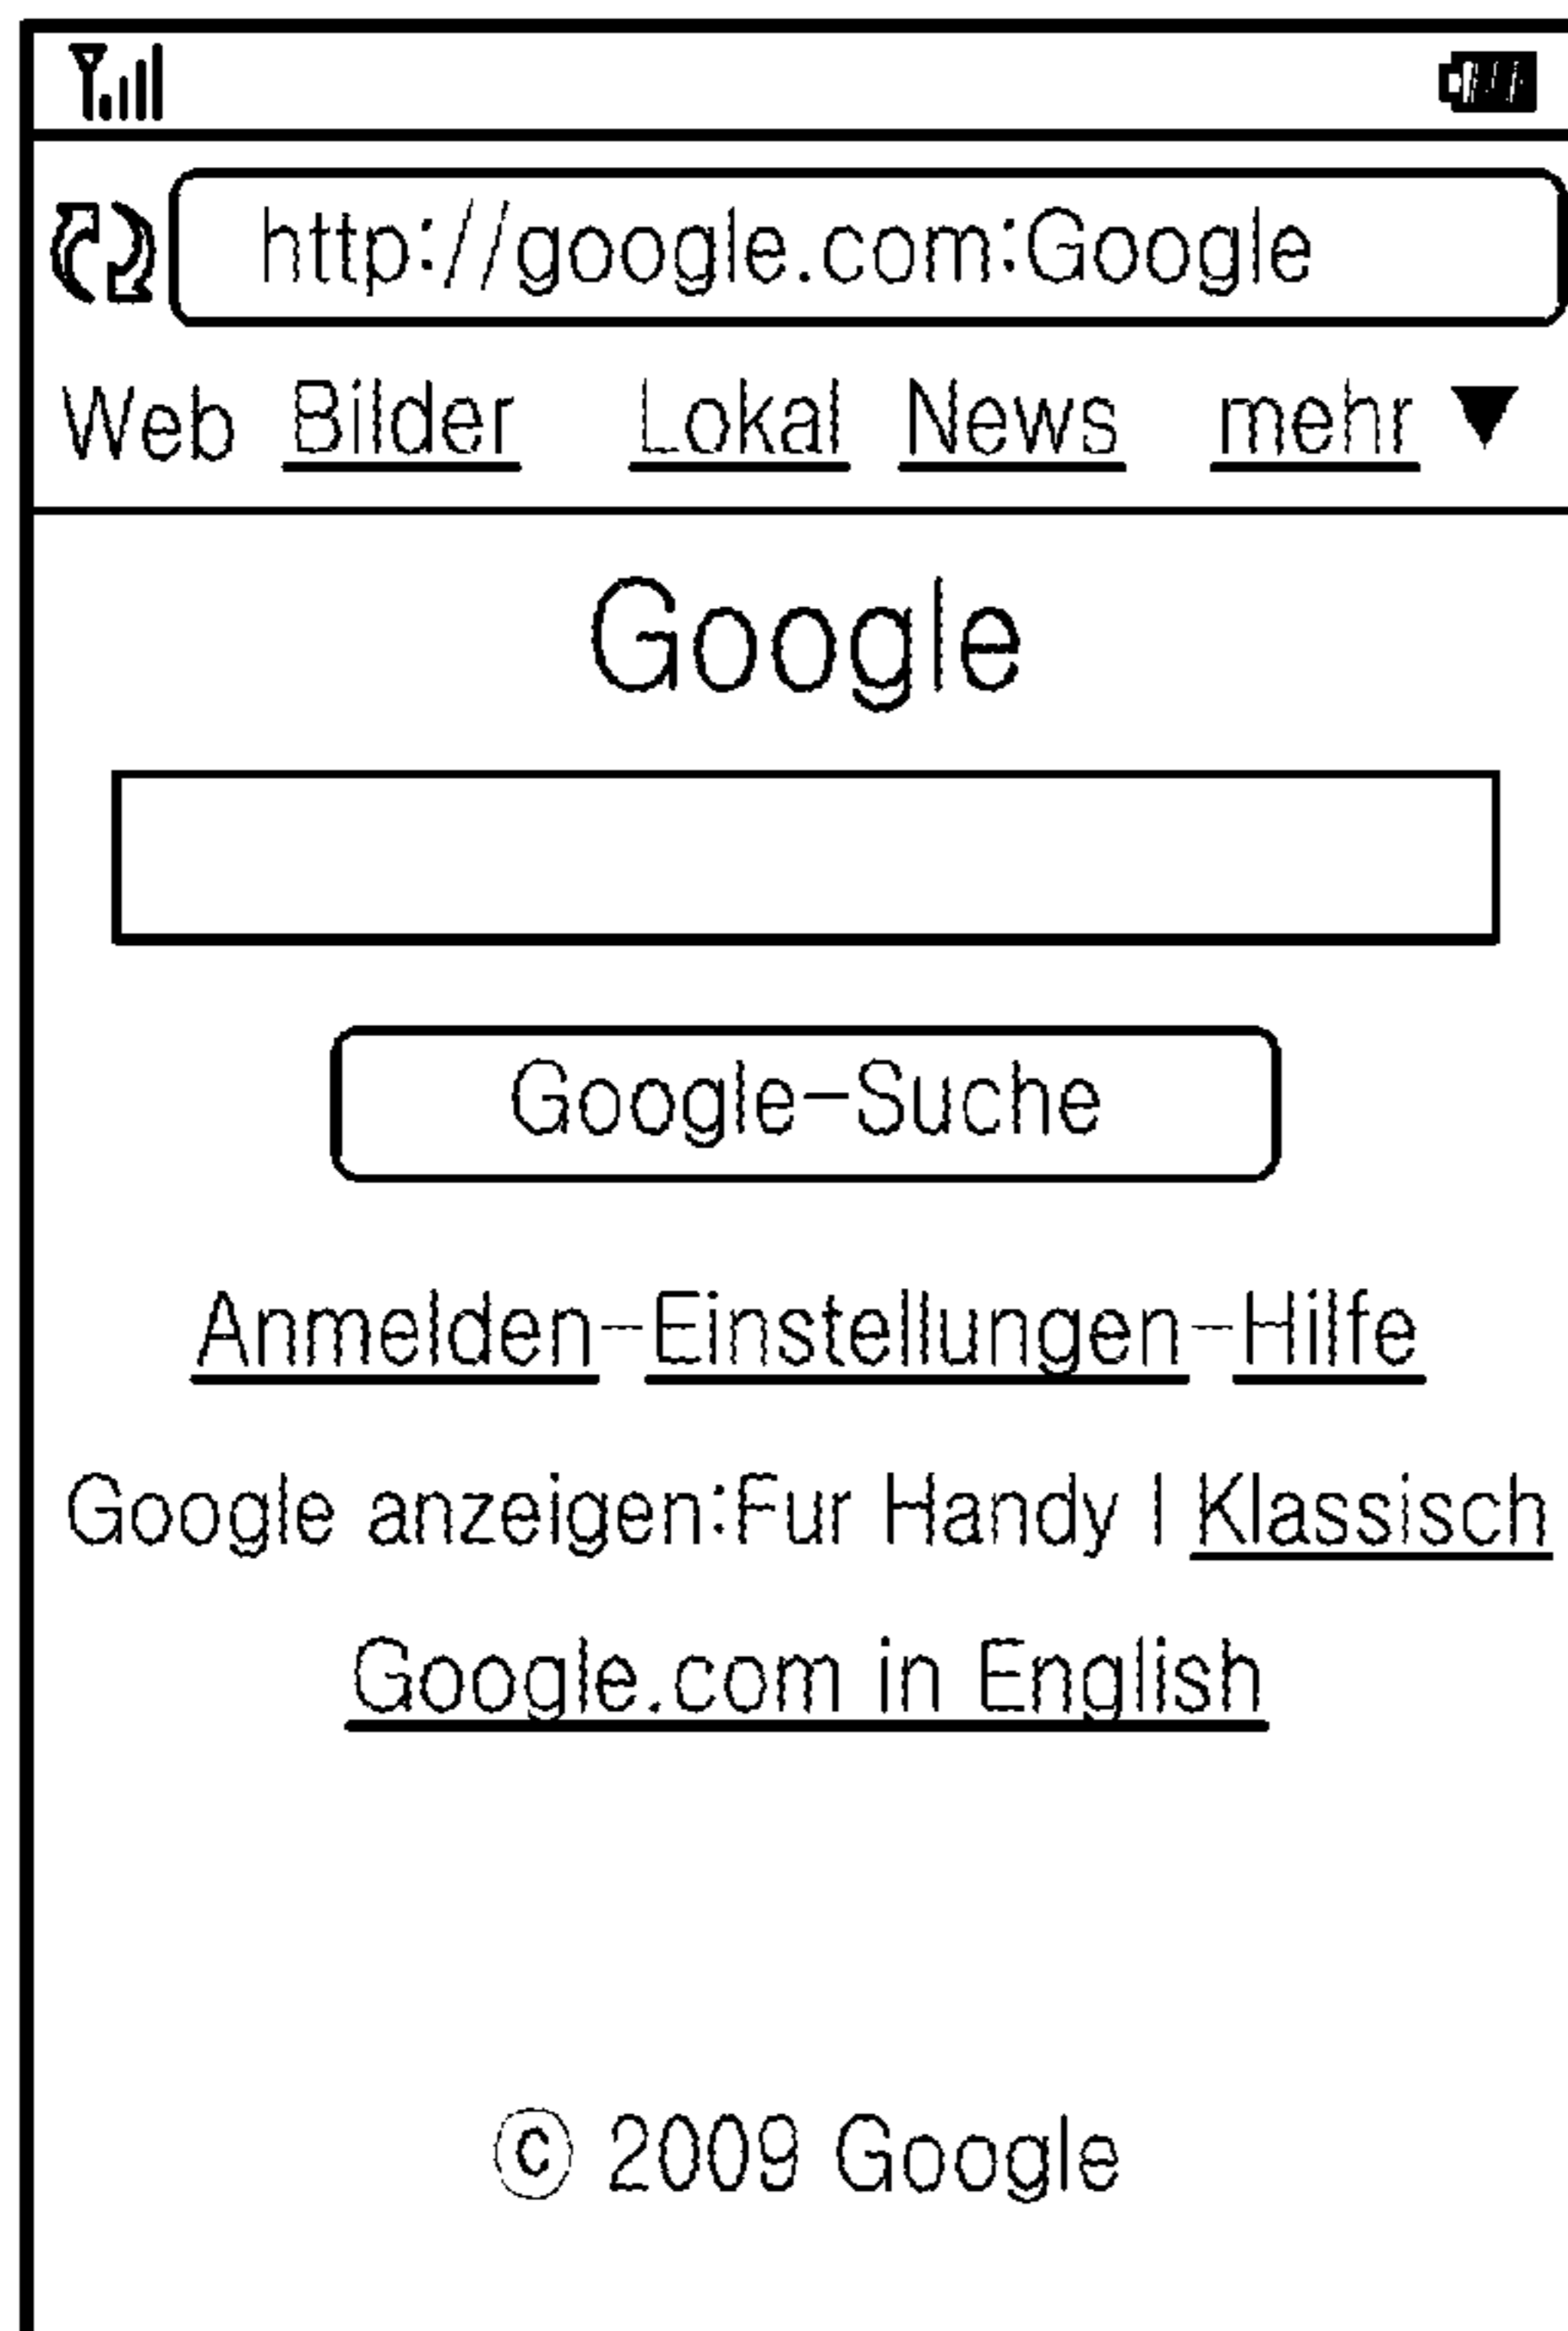 http://google.com:Google
Web Bilder Lokal News mehr ▼
Google
Google-Suche
Anmelden-Einstellungen-Hilfe
Google anzeigen:Fur Handy | Klassisch
Google.com in English
© 2009 Google